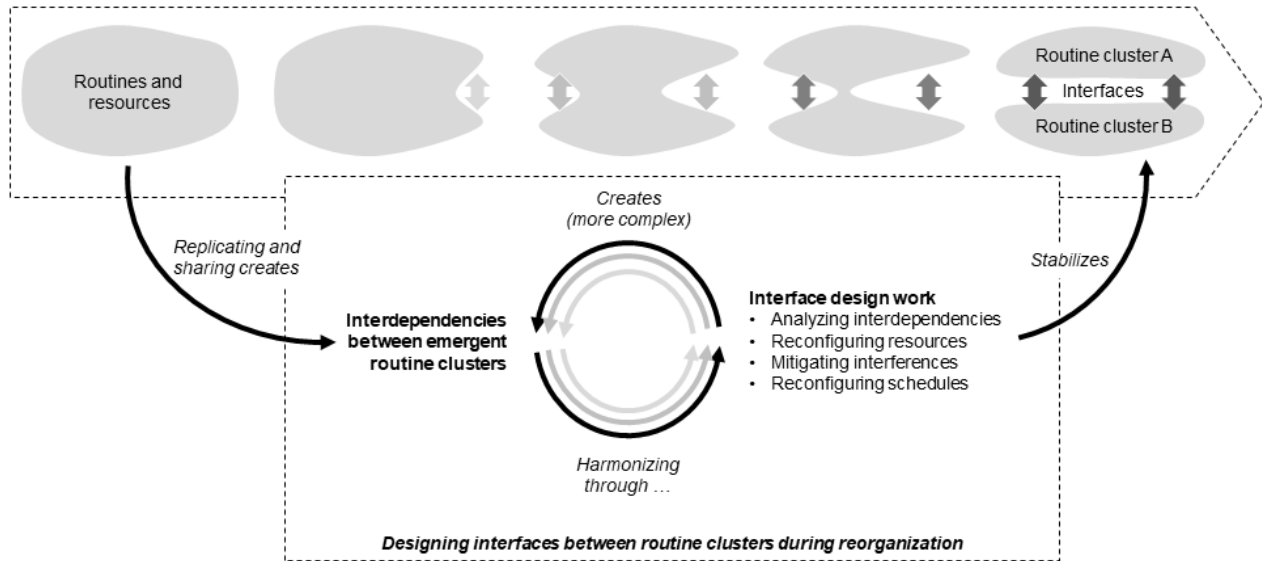 Routines and
resources
Routine cluster A
Interfaces
Routine cluster B
Replicating and
sharing creates
Creates
(more complex)
Stabilizes
Interdependencies
between emergent
routine clusters
Interface design work
• Analyzing interdependencies
• Reconfiguring resources
• Mitigating interferences
• Reconfiguring schedules
Harmonizing
through …
Designing interfaces between routine clusters during reorganization